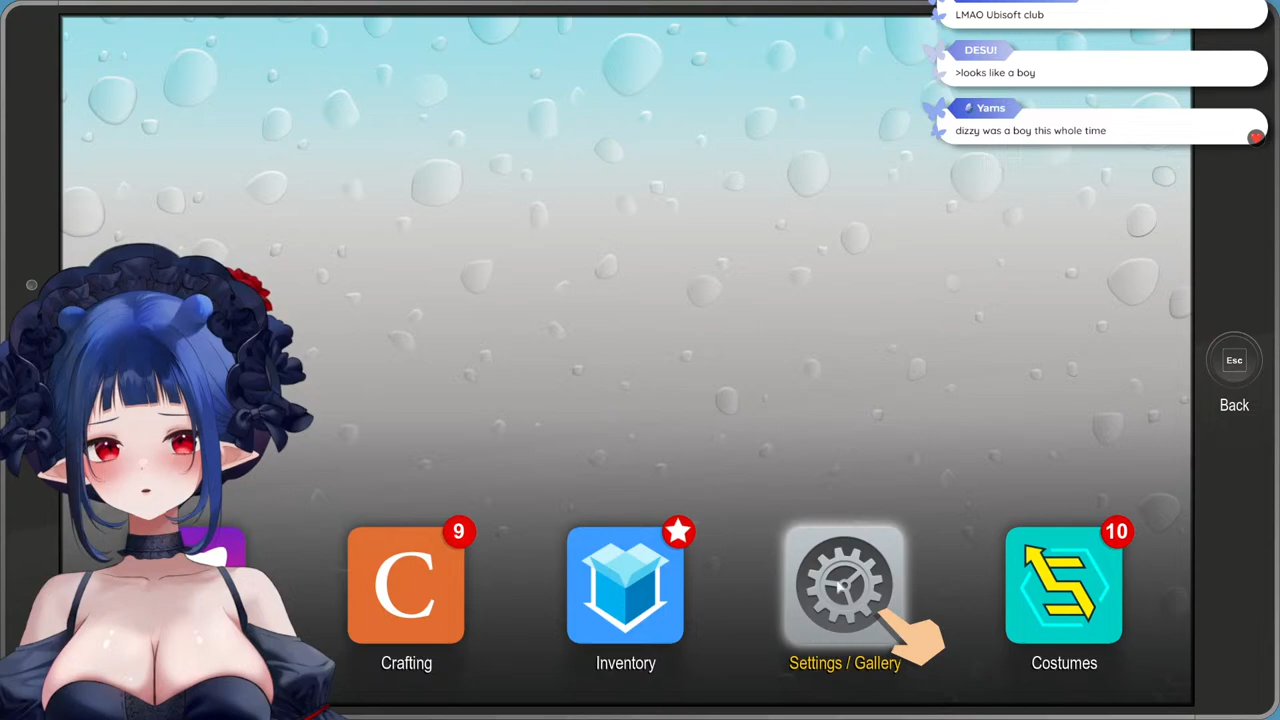 LMAO Ubisoft club
DESU!
>looks like a boy
Yams
dizzy was a boy this whole time
Esc
Back
9
10
C
Crafting
Inventory
Settings / Gallery
Costumes